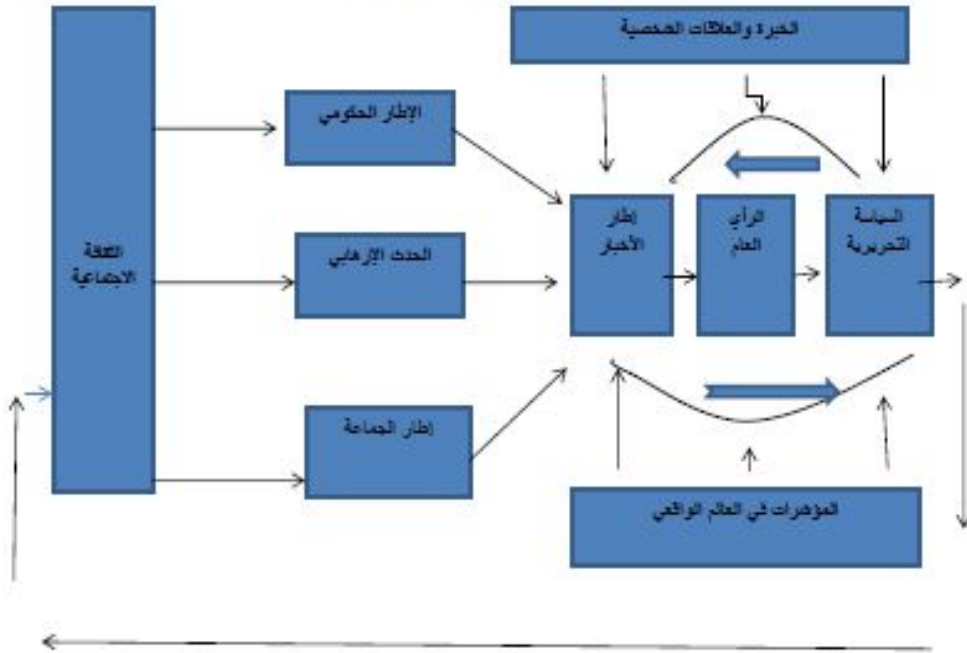 الخبرة والعلاقات الشخصية
الإطار الحكومي
السياسة
التحريرية
الرأي
العام
إطار
الأخبار
الحدث الإرهابي
الثقافة
الاجتماعية
إطار الجماعة
المؤشرات في العالم الواقعي